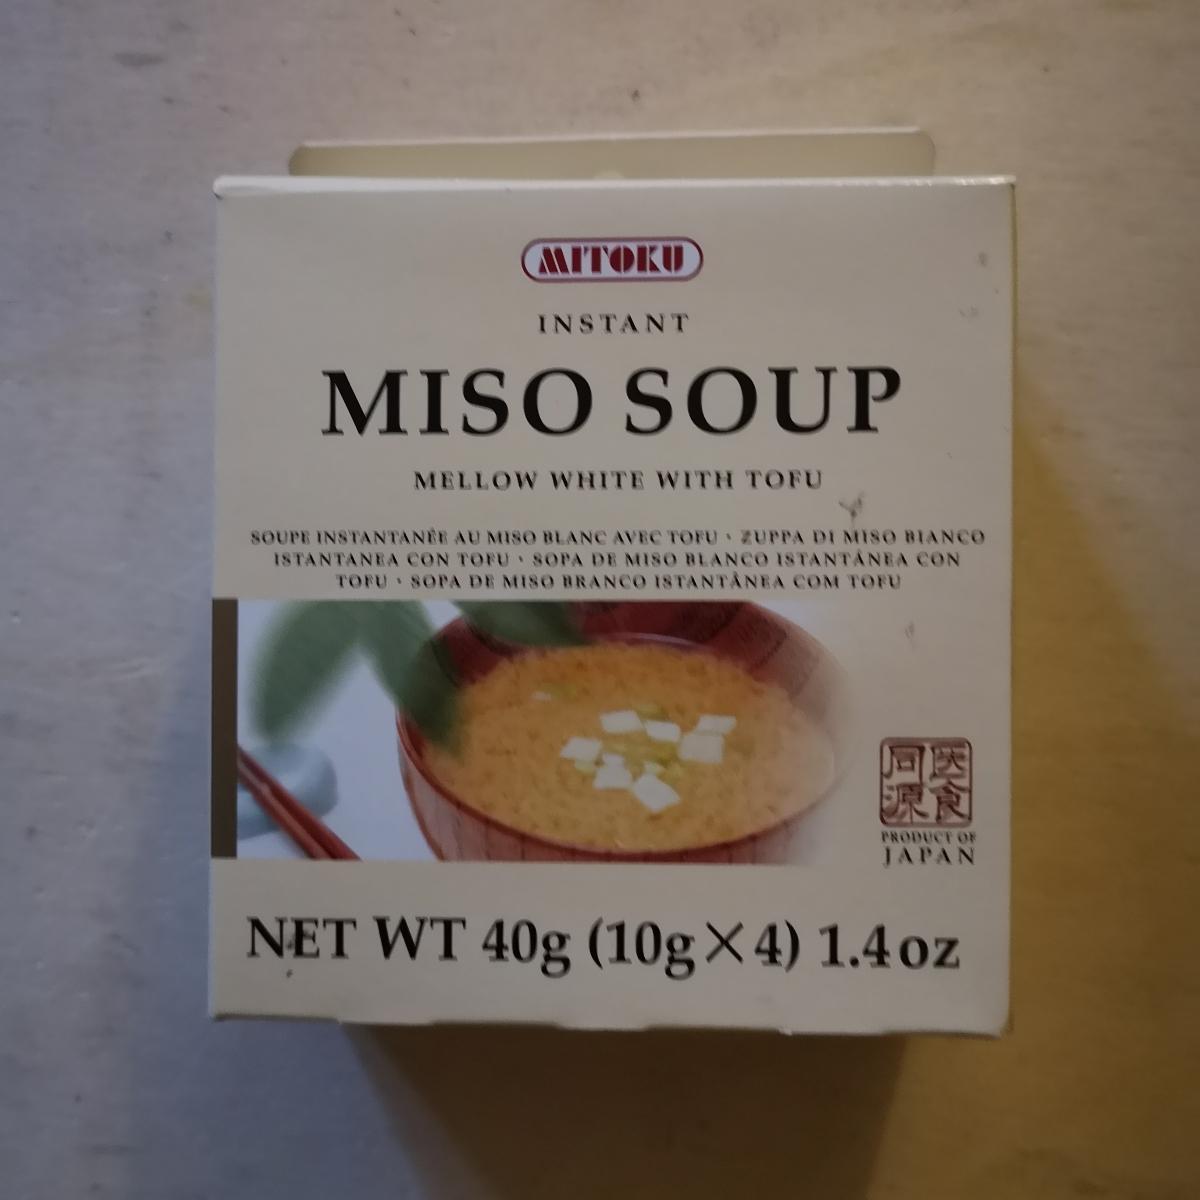 MITOKU
INSTANT
MISO SOUP
MELLOW WHITE WITH TOFU
SOUPE INSTANTANÉE AU MISO BLANC AVEC TOFU · ZUPPA DI MISO BIANCO
ISTANTANEA CON TOFU · SOPA DE MISO BLANCO ISTANTÁNEA CON
TOFU · SOPA DE MISO BRANCO ISTANTÂNEA COM TOFU
医食
同源
PRODUCT OF
JAPAN
NET WT 40g (10g×4) 1.4oz